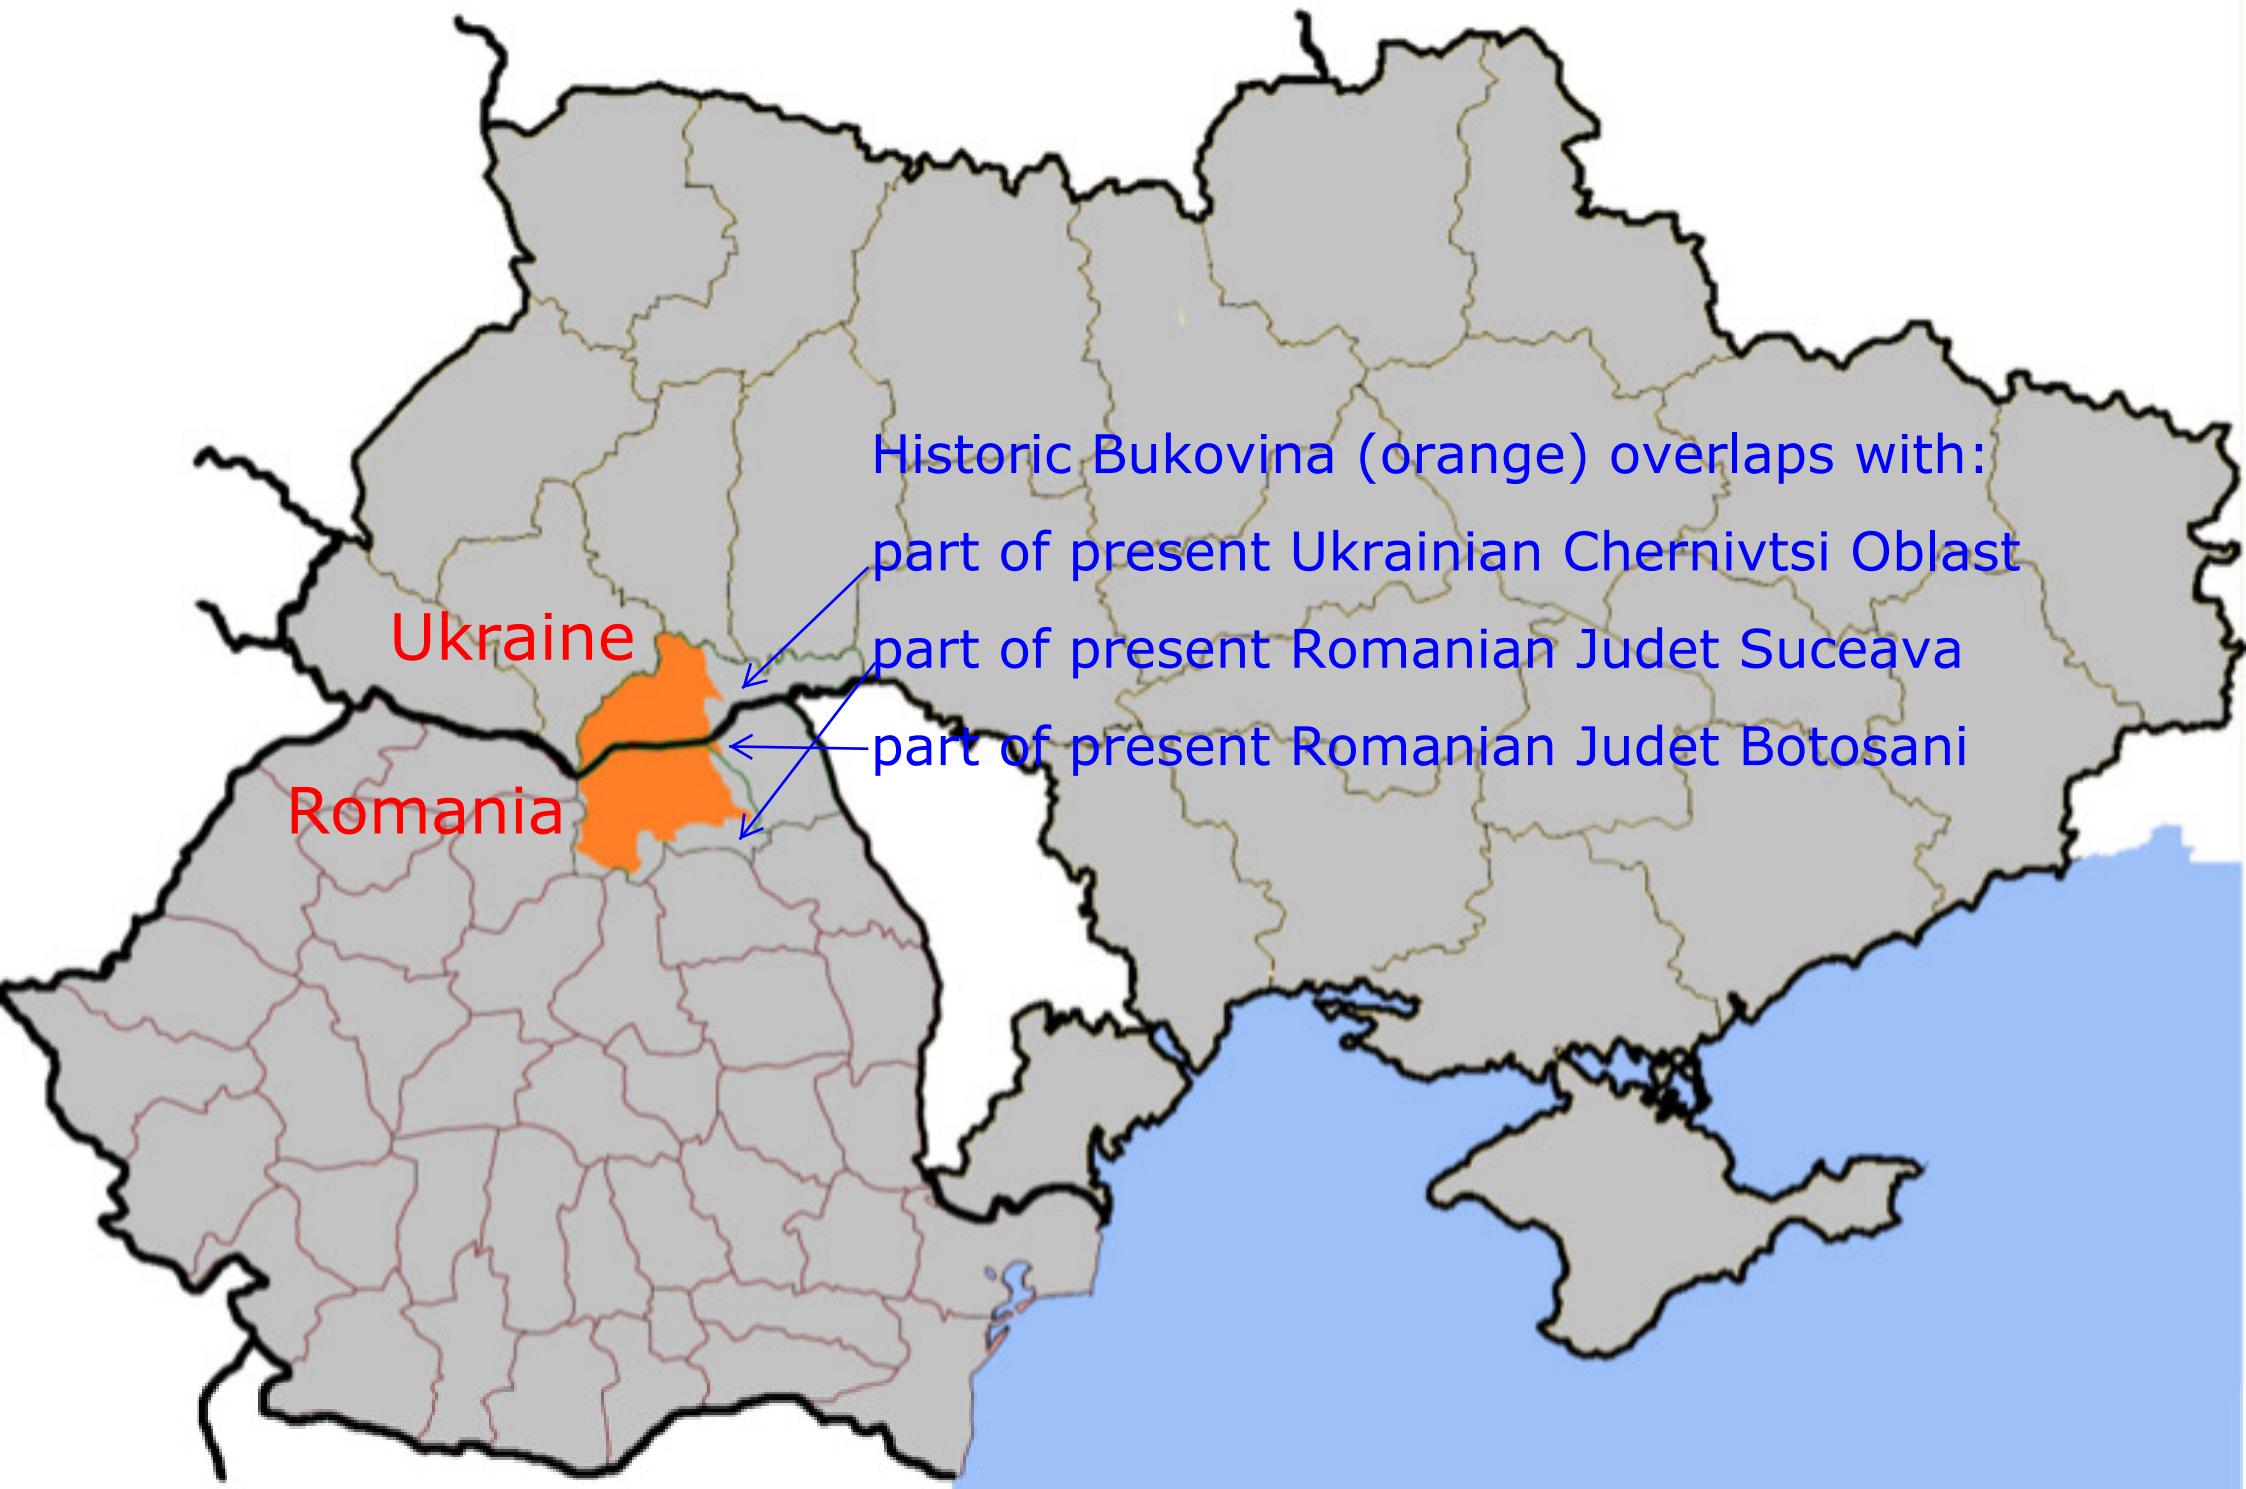 Historic Bukovina (orange) overlaps with:
part of present Ukrainian Chernivtsi Oblast
Ukraine
part of present Romanian Judet Suceava
part of present Romanian Judet Botosani
Romania